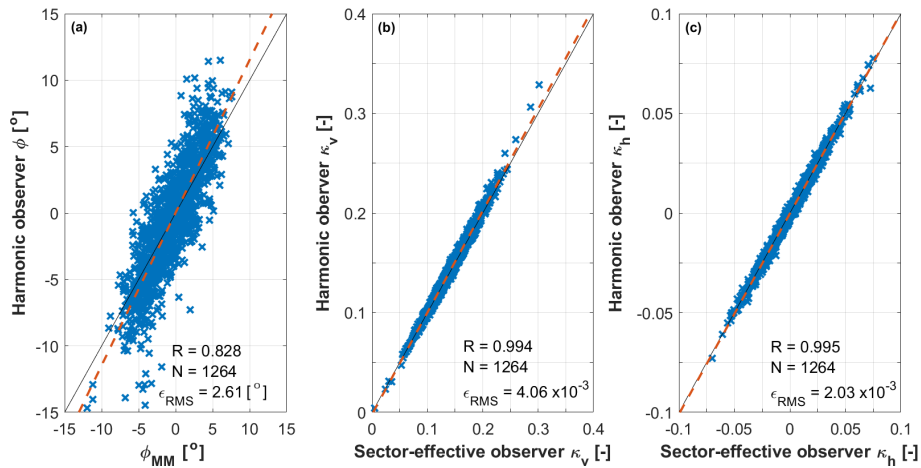 (a)
15
10
5
0
-5
-10
-15
Harmonic observer ϕ [°]
R = 0.828
N = 1264
ϵRMS = 2.61 [°]
-15 -10 -5 0 5 10 15
ϕMM [°]
(b)
0.4
0.3
0.2
0.1
0
Harmonic oberver κv [-]
R = 0.994
N = 1264
ϵRMS = 4.06 x10-3
0 0.1 0.2 0.3 0.4
Sector-effective observer κv [-]
(c)
0.1
0.05
0
-0.05
-0.1
Harmonic oberver κh [-]
R = 0.995
N = 1264
ϵRMS = 2.03 x10-3
-0.1 -0.05 0 0.05 0.1
Sector-effective observer κh [-]